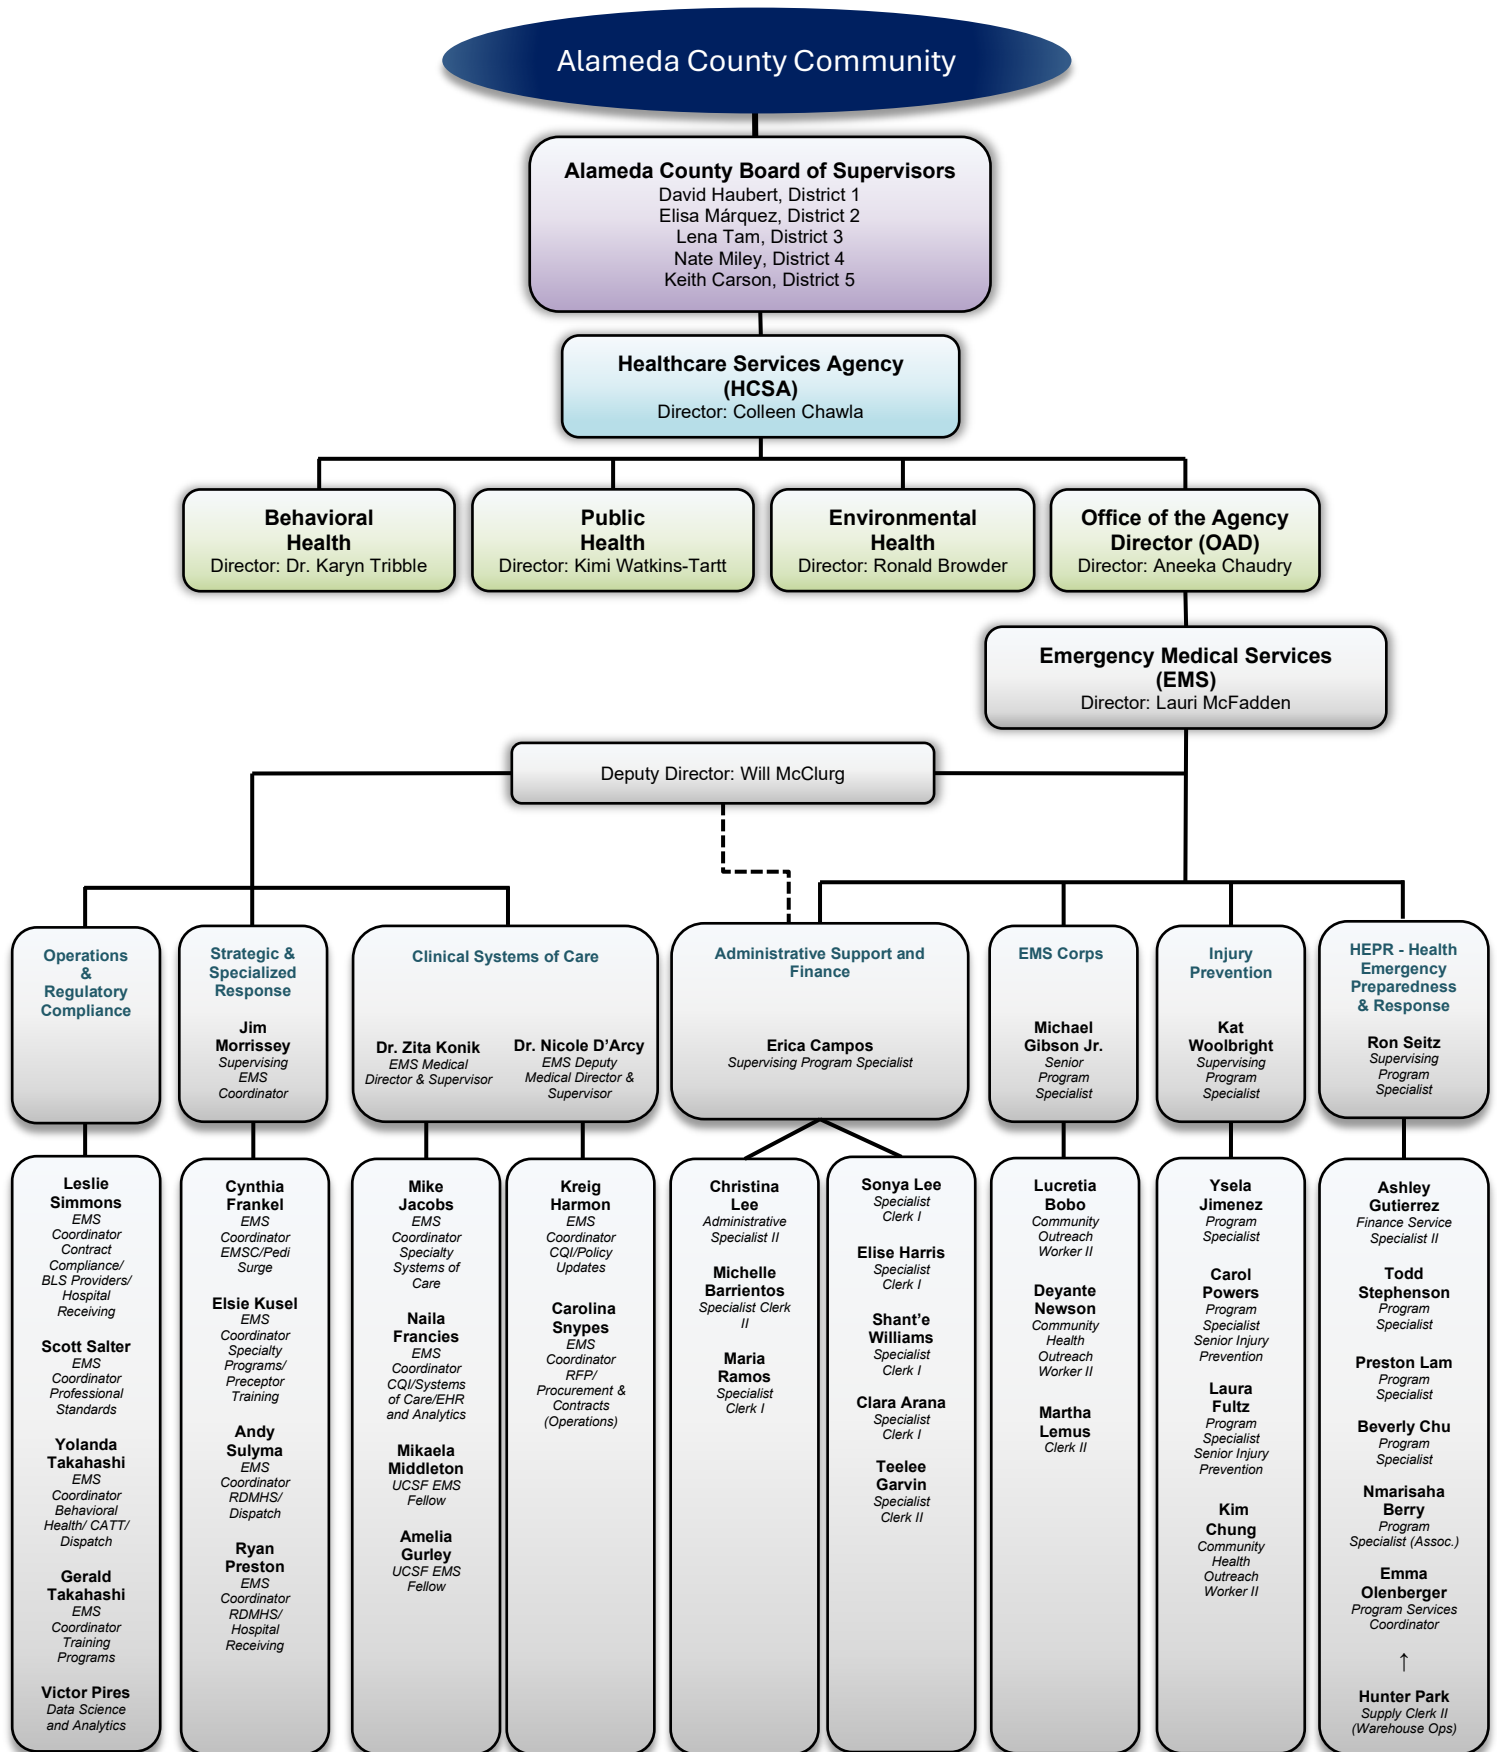 Alameda County Community
Alameda County Board of Supervisors
David Haubert, District 1
Elisa Márquez, District 2
Lena Tam, District 3
Nate Miley, District 4
Keith Carson, District 5
Healthcare Services Agency
(HCSA)
Director: Colleen Chawla
Behavioral
Health
Director: Dr. Karyn Tribble
Public
Health
Director: Kimi Watkins-Tartt
Environmental
Health
Director: Ronald Browder
Office of the Agency
Director (OAD)
Director: Aneeka Chaudry
Emergency Medical Services
(EMS)
Director: Lauri McFadden
Deputy Director: Will McClurg
Operations
&
Regulatory
Compliance
Strategic &
Specialized
Response
Jim
Morrissey
Supervising
EMS
Coordinator
Clinical Systems of Care
Dr. Zita Konik
EMS Medical
Director & Supervisor
Dr. Nicole D'Arcy
EMS Deputy
Medical Director &
Supervisor
Administrative Support and
Finance
Erica Campos
Supervising Program Specialist
EMS Corps
Michael
Gibson Jr.
Senior
Program
Specialist
Injury
Prevention
Kat
Woolbright
Supervising
Program
Specialist
HEPR - Health
Emergency
Preparedness
& Response
Ron Seitz
Supervising
Program
Specialist
Leslie
Simmons
EMS
Coordinator
Contract
Compliance/
BLS Providers/
Hospital
Receiving
Scott Salter
EMS
Coordinator
Professional
Standards
Yolanda
Takahashi
EMS
Coordinator
Behavioral
Health/ CATT/
Dispatch
Gerald
Takahashi
EMS
Coordinator
Training
Programs
Victor Pires
Data Science
and Analytics
Cynthia
Frankel
EMS
Coordinator
EMSC/Pedi
Surge
Elsie Kusel
EMS
Coordinator
Specialty
Programs/
Preceptor
Training
Andy
Sulyma
EMS
Coordinator
RDMHS/
Dispatch
Ryan
Preston
EMS
Coordinator
RDMHS/
Hospital
Receiving
Mike
Jacobs
EMS
Coordinator
Specialty
Systems of
Care
Naila
Francies
EMS
Coordinator
CQI/Systems
of Care/EHR
and Analytics
Mikaela
Middleton
UCSF EMS
Fellow
Amelia
Gurley
UCSF EMS
Fellow
Kreig
Harmon
EMS
Coordinator
CQI/Policy
Updates
Carolina
Snypes
EMS
Coordinator
RFP/
Procurement &
Contracts
(Operations)
Christina
Lee
Administrative
Specialist II
Michelle
Barrientos
Specialist Clerk
II
Maria
Ramos
Specialist
Clerk I
Sonya Lee
Specialist
Clerk I
Elise Harris
Specialist
Clerk I
Shant'e
Williams
Specialist
Clerk I
Clara Arana
Specialist
Clerk I
Teelee
Garvin
Specialist
Clerk II
Lucretia
Bobo
Community
Outreach
Worker II
Deyante
Newson
Community
Health
Outreach
Worker II
Martha
Lemus
Clerk II
Ysela
Jimenez
Program
Specialist
Carol
Powers
Program
Specialist
Senior Injury
Prevention
Laura
Fultz
Program
Specialist
Senior Injury
Prevention
Kim
Chung
Community
Health
Outreach
Worker II
Ashley
Gutierrez
Finance Service
Specialist II
Todd
Stephenson
Program
Specialist
Preston Lam
Program
Specialist
Beverly Chu
Program
Specialist
Nmarisaha
Berry
Program
Specialist (Assoc.)
Emma
Olenberger
Program Services
Coordinator
↑
Hunter Park
Supply Clerk II
(Warehouse Ops)